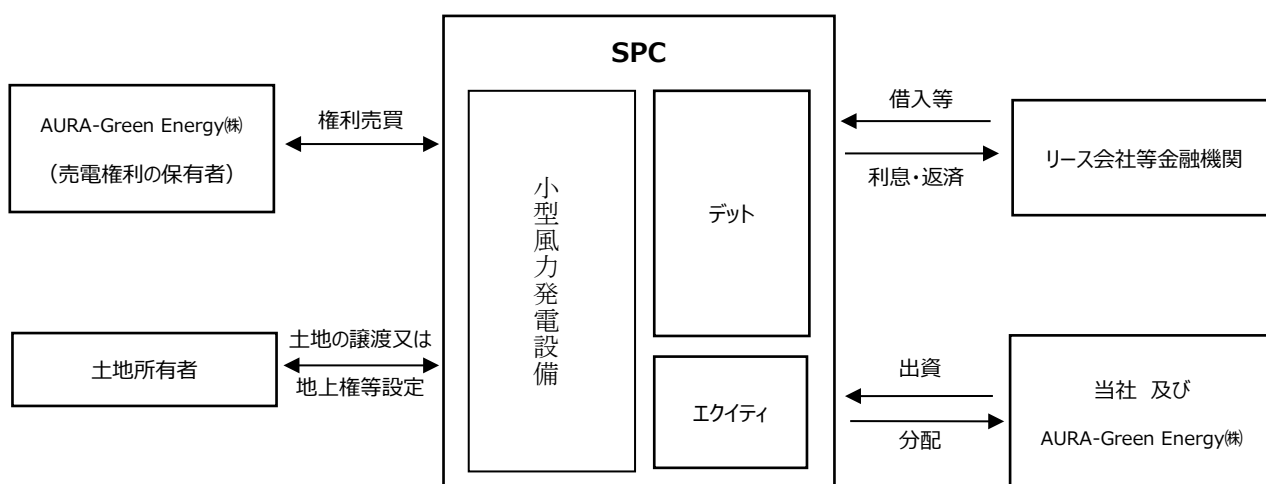 SPC
AURA-Green Energy㈱
（売電権利の保有者）
権利売買
土地所有者
土地の譲渡又は
地上権等設定
小型風力発電設備
デット
エクイティ
借入等
利息・返済
リース会社等金融機関
出資
分配
当社 及び
AURA-Green Energy㈱